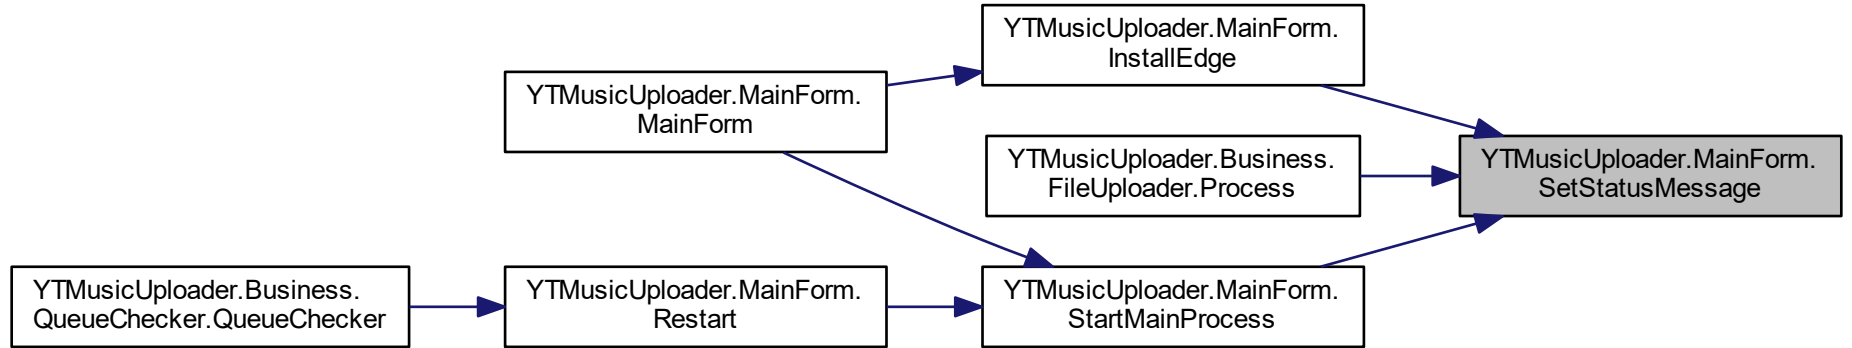 YTMusicUploader.MainForm.
InstallEdge
YTMusicUploader.MainForm.
MainForm
YTMusicUploader.Business.
FileUploader.Process
YTMusicUploader.MainForm.
SetStatusMessage
YTMusicUploader.Business.
QueueChecker.QueueChecker
YTMusicUploader.MainForm.
Restart
YTMusicUploader.MainForm.
StartMainProcess